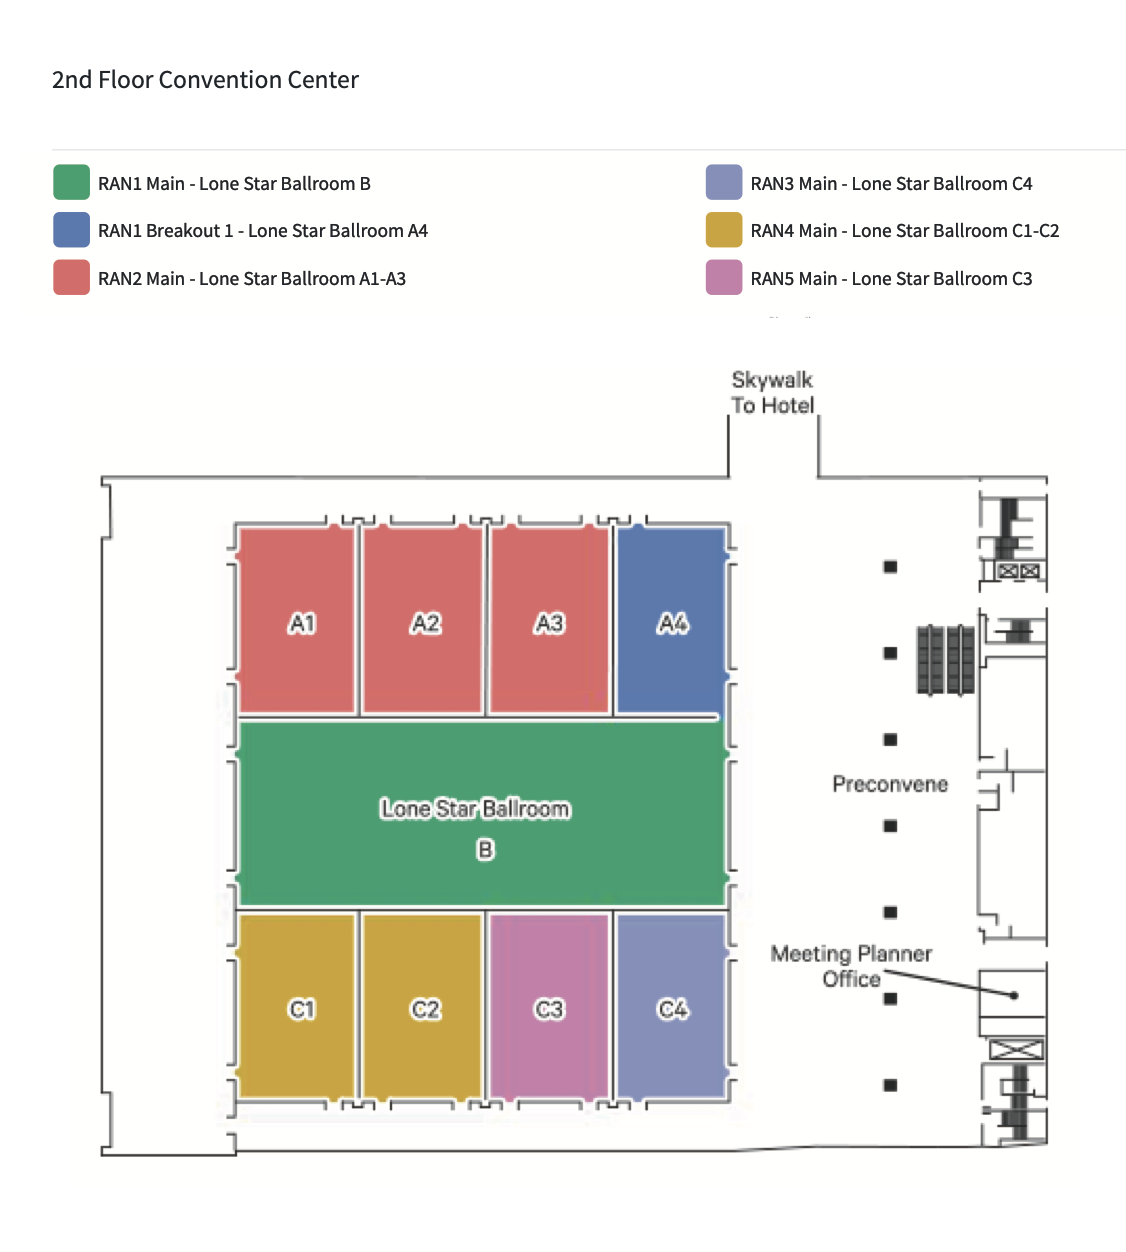 2nd Floor Convention Center
RAN1 Main - Lone Star Ballroom B
RAN3 Main - Lone Star Ballroom C4
RAN1 Breakout 1 - Lone Star Ballroom A4
RAN4 Main - Lone Star Ballroom C1-C2
RAN2 Main - Lone Star Ballroom A1-A3
RAN5 Main - Lone Star Ballroom C3
Skywalk
To Hotel
A1
A2
A3
A4
Preconvene
Lone Star Ballroom
B
Meeting Planner
Office
C1
C2
C3
C4